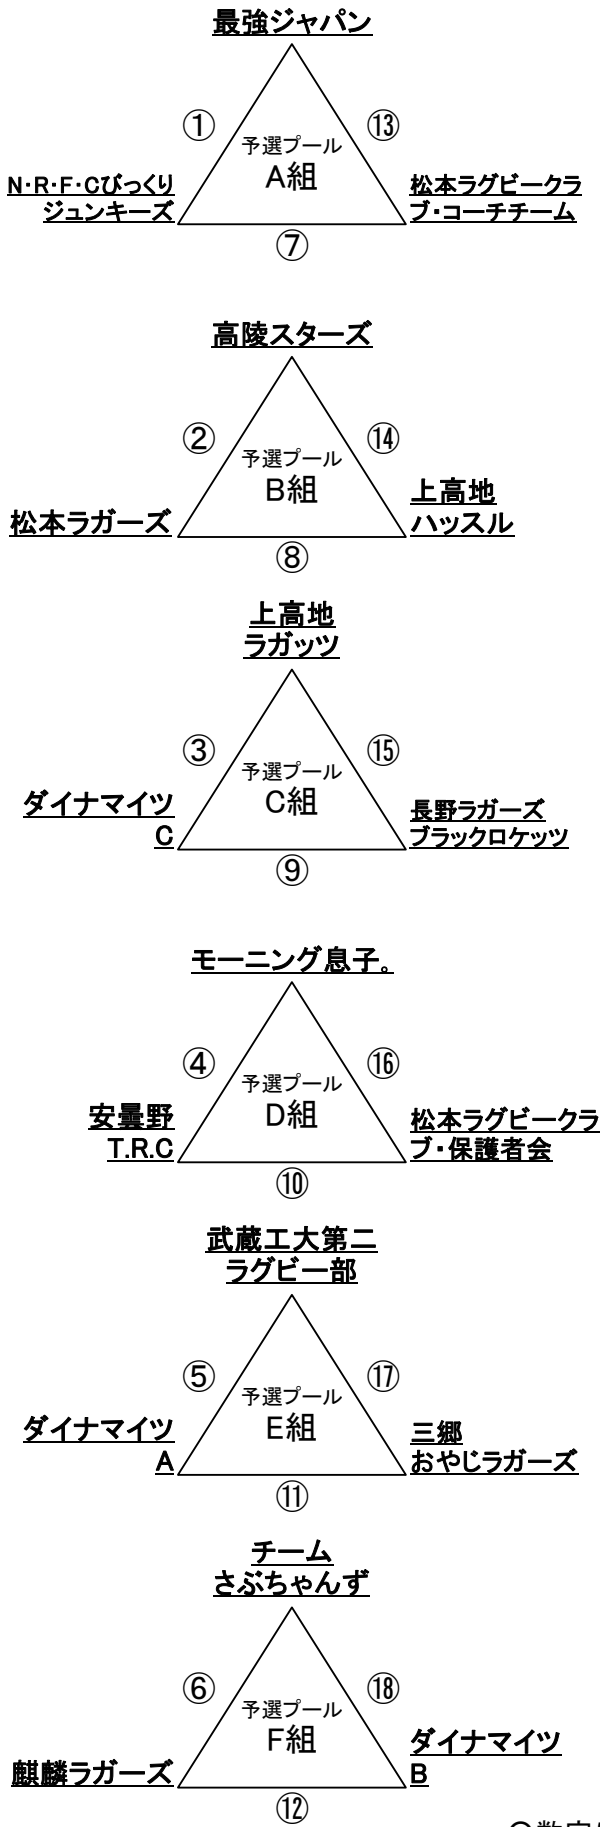 最強ジャパン
①
⑬
予選プール
A組
N・R・F・Cびっくり
ジュンキーズ
松本ラグビークラ
ブ・コーチチーム
⑦
高陵スターズ
②
⑭
予選プール
B組
松本ラガーズ
上高地
ハッスル
⑧
上高地
ラガッツ
③
⑮
予選プール
C組
ダイナマイツ
C
長野ラガーズ
ブラックロケッツ
⑨
モーニング息子。
④
⑯
予選プール
D組
安曇野
T.R.C
松本ラグビークラ
ブ・保護者会
⑩
武蔵工大第二
ラグビー部
⑤
⑰
予選プール
E組
ダイナマイツ
A
三郷
おやじラガーズ
⑪
チーム
さぶちゃんず
⑥
⑱
予選プール
F組
麒麟ラガーズ
ダイナマイツ
B
⑫